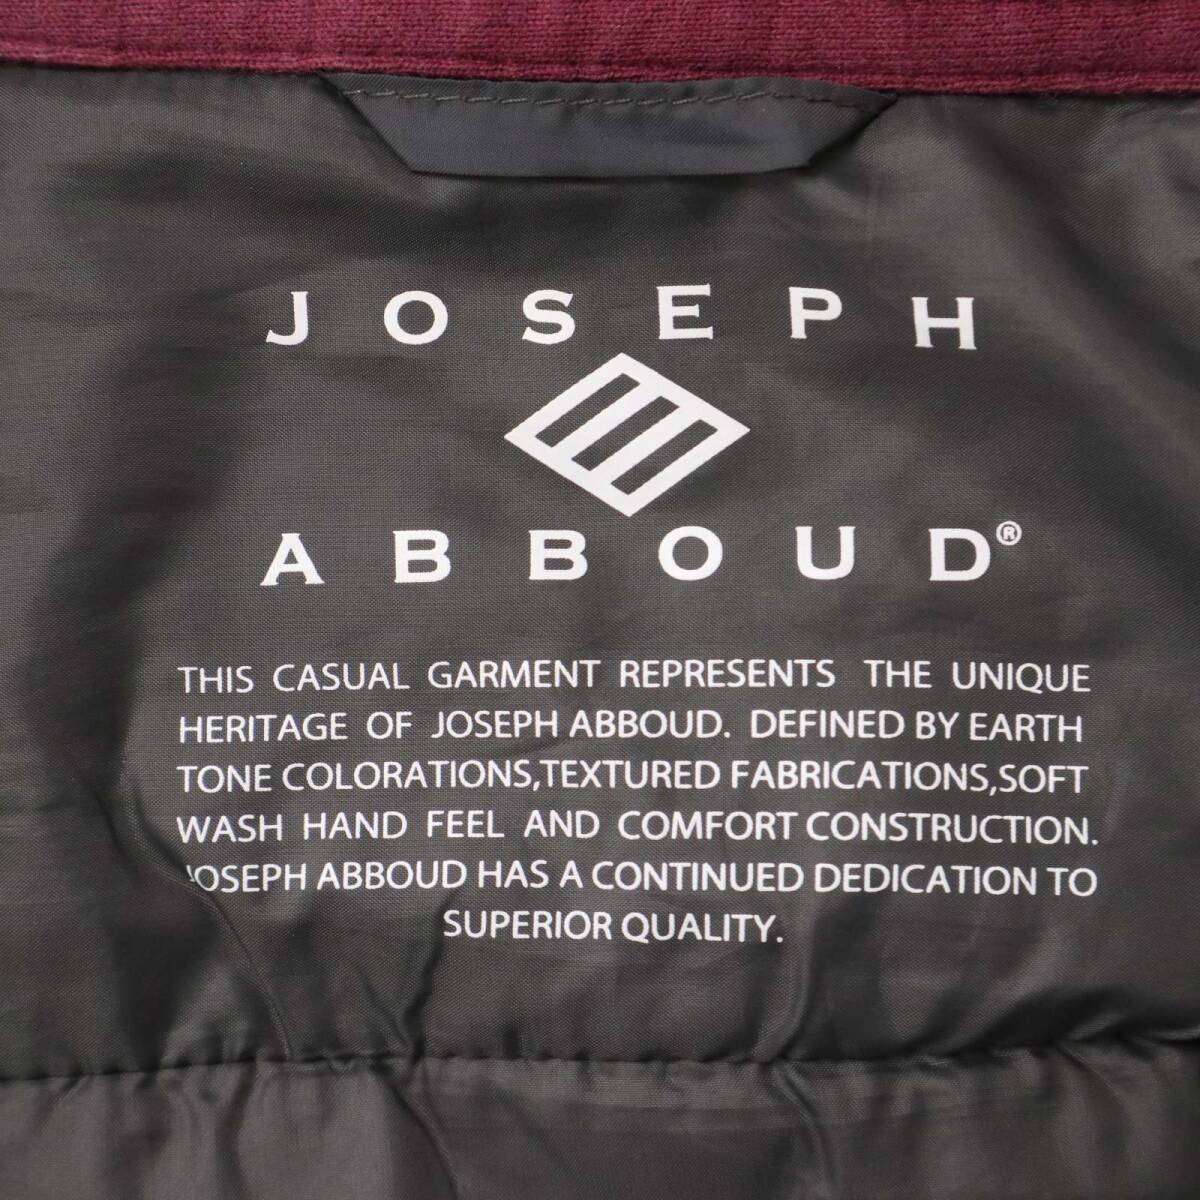 JOSEPH
ABBOUD®
THIS CASUAL GARMENT REPRESENTS THE UNIQUE
HERITAGE OF JOSEPH ABBOUD. DEFINED BY EARTH
TONE COLORATIONS,TEXTURED FABRICATIONS,SOFT
WASH HAND FEEL AND COMFORT CONSTRUCTION.
JOSEPH ABBOUD HAS A CONTINUED DEDICATION TO
SUPERIOR QUALITY.